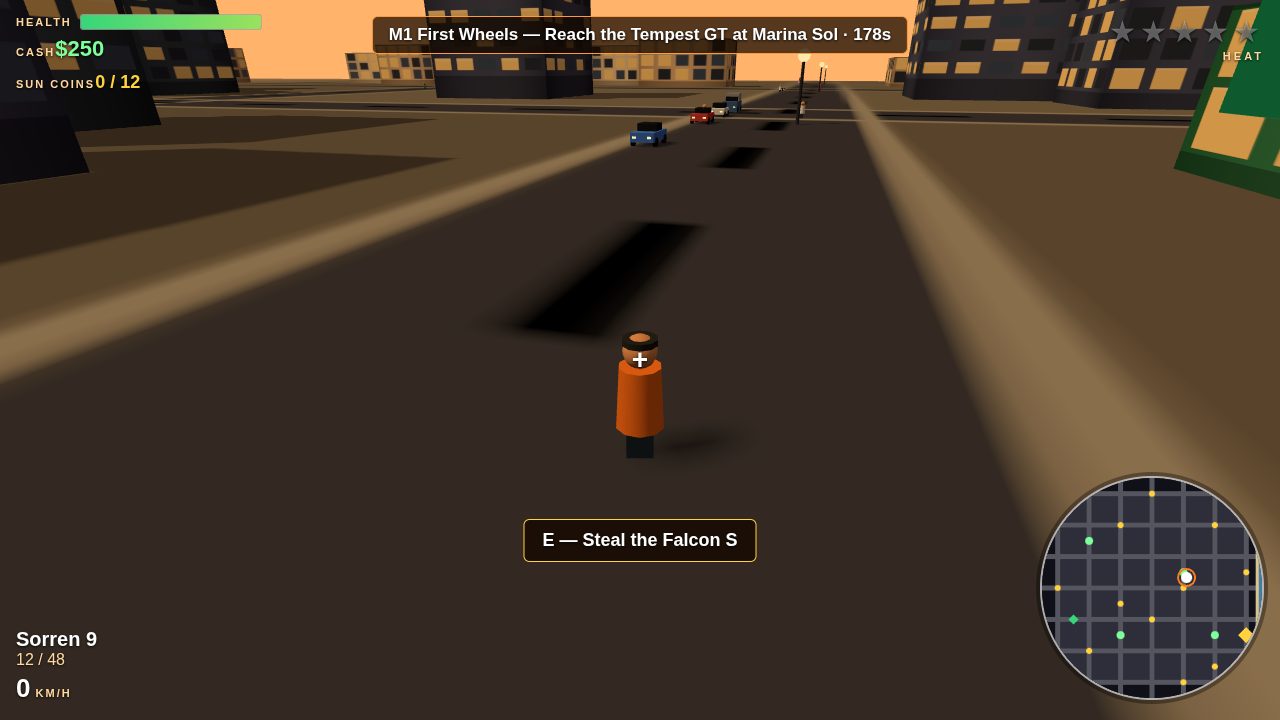 HEALTH
CASH $250
SUN COINS 0 / 12
M1 First Wheels — Reach the Tempest GT at Marina Sol · 178s
★★★★★
HEAT
E — Steal the Falcon S
Sorren 9
12 / 48
0 KM/H